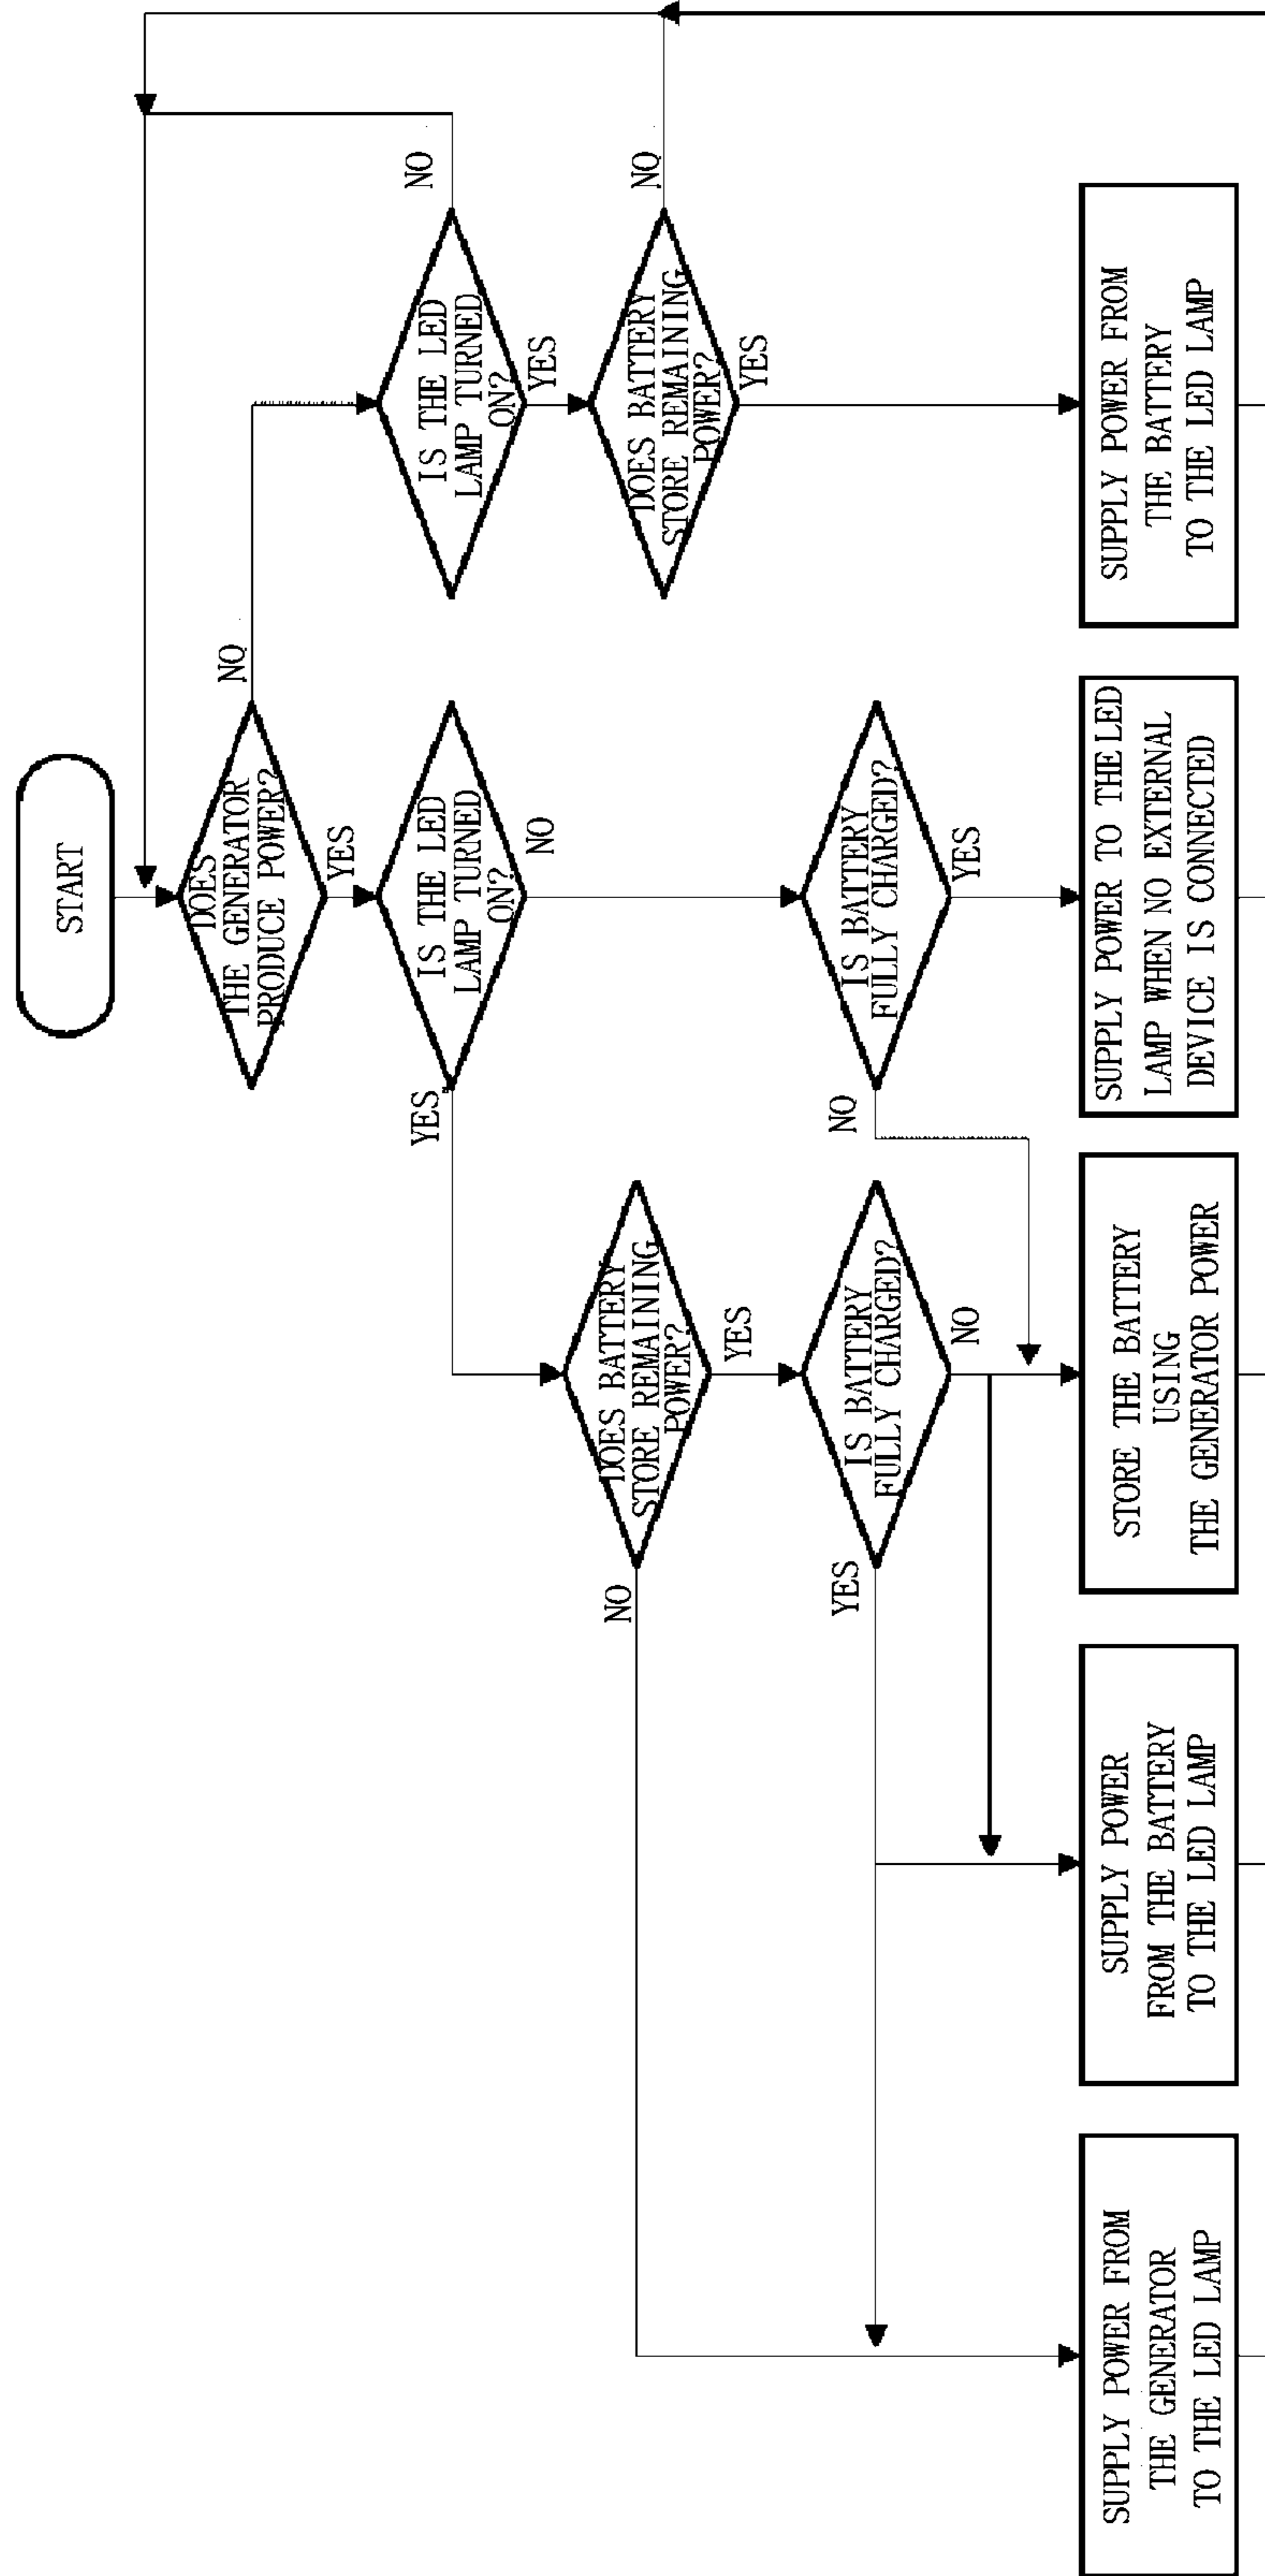 START
DOES
THE GENERATOR
PRODUCE POWER?
NO
YES
IS THE LED
LAMP TURNED
ON?
YES
NO
IS THE LED
LAMP TURNED
ON?
NO
YES
DOES BATTERY
STORE REMAINING
POWER?
NO
YES
DOES BATTERY
STORE REMAINING
POWER?
NO
YES
IS BATTERY
FULLY CHARGED?
YES
NO
IS BATTERY
FULLY CHARGED?
NO
YES
SUPPLY POWER FROM
THE GENERATOR
TO THE LED LAMP
SUPPLY POWER
FROM THE BATTERY
TO THE LED LAMP
STORE THE BATTERY
USING
THE GENERATOR POWER
SUPPLY POWER TO THE LED
LAMP WHEN NO EXTERNAL
DEVICE IS CONNECTED
SUPPLY POWER FROM
THE BATTERY
TO THE LED LAMP